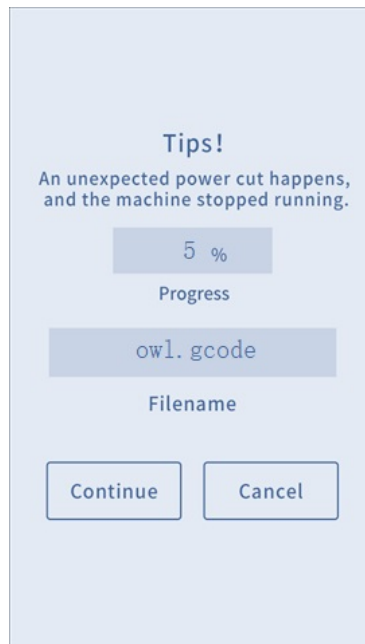 Tips!
An unexpected power cut happens,
and the machine stopped running.
5 %
Progress
owl.gcode
Filename
Continue Cancel